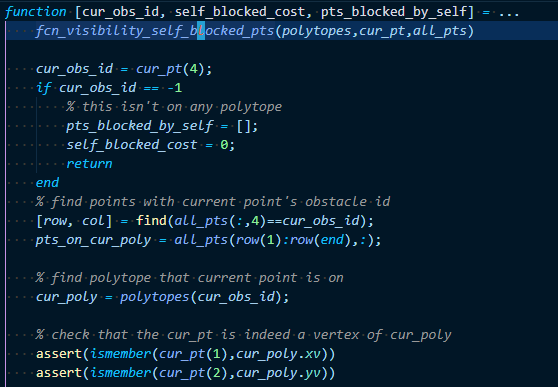 function [cur_obs_id, self_blocked_cost, pts_blocked_by_self] = ...
fcn_visibility_self_blocked_pts(polytopes,cur_pt,all_pts)
cur_obs_id = cur_pt(4);
if cur_obs_id == -1
% this isn't on any polytope
pts_blocked_by_self = [];
self_blocked_cost = 0;
return
end
% find points with current point's obstacle id
[row, col] = find(all_pts(:,4)==cur_obs_id);
pts_on_cur_poly = all_pts(row(1):row(end),:);
% find polytope that current point is on
cur_poly = polytopes(cur_obs_id);
% check that the cur_pt is indeed a vertex of cur_poly
assert(ismember(cur_pt(1),cur_poly.xv))
assert(ismember(cur_pt(2),cur_poly.yv))